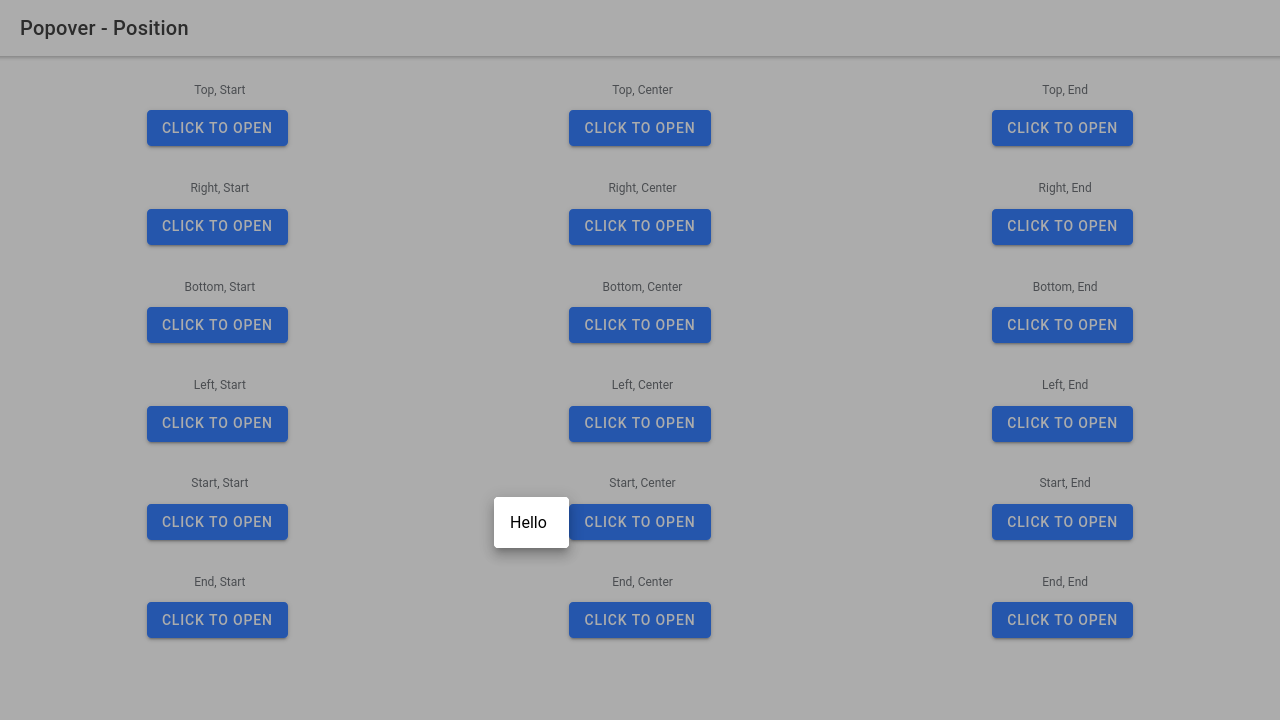 Popover - Position
Top, Start
Top, Center
Top, End
CLICK TO OPEN
CLICK TO OPEN
CLICK TO OPEN
Right, Start
Right, Center
Right, End
CLICK TO OPEN
CLICK TO OPEN
CLICK TO OPEN
Bottom, Start
Bottom, Center
Bottom, End
CLICK TO OPEN
CLICK TO OPEN
CLICK TO OPEN
Left, Start
Left, Center
Left, End
CLICK TO OPEN
CLICK TO OPEN
CLICK TO OPEN
Start, Start
Start, Center
Start, End
CLICK TO OPEN
Hello
CLICK TO OPEN
CLICK TO OPEN
End, Start
End, Center
End, End
CLICK TO OPEN
CLICK TO OPEN
CLICK TO OPEN